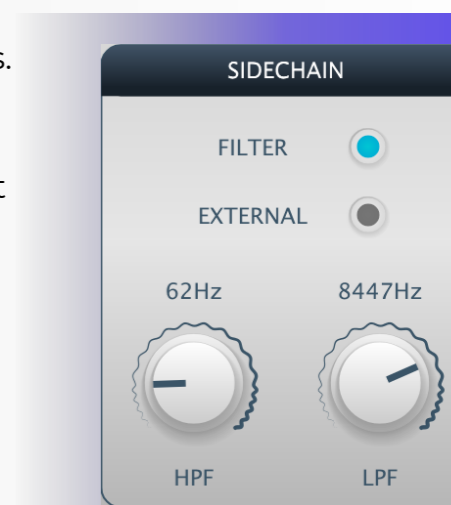 s.
t
SIDECHAIN
FILTER
EXTERNAL
62Hz 8447Hz
HPF LPF